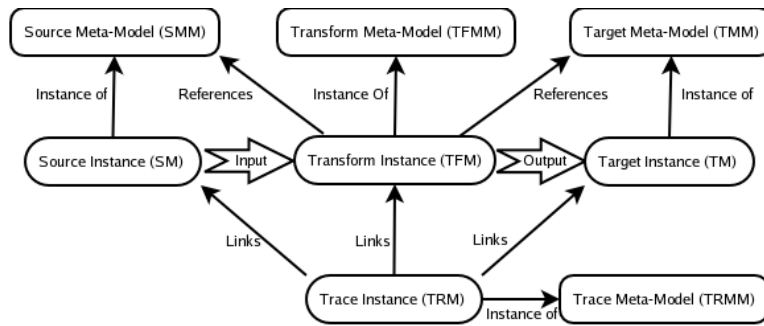 Source Meta-Model (SMM)
Transform Meta-Model (TFMM)
Target Meta-Model (TMM)
Instance of
References
Instance Of
References
Instance of
Source Instance (SM)
Input
Transform Instance (TFM)
Output
Target Instance (TM)
Links
Links
Links
Trace Instance (TRM)
Instance of
Trace Meta-Model (TRMM)